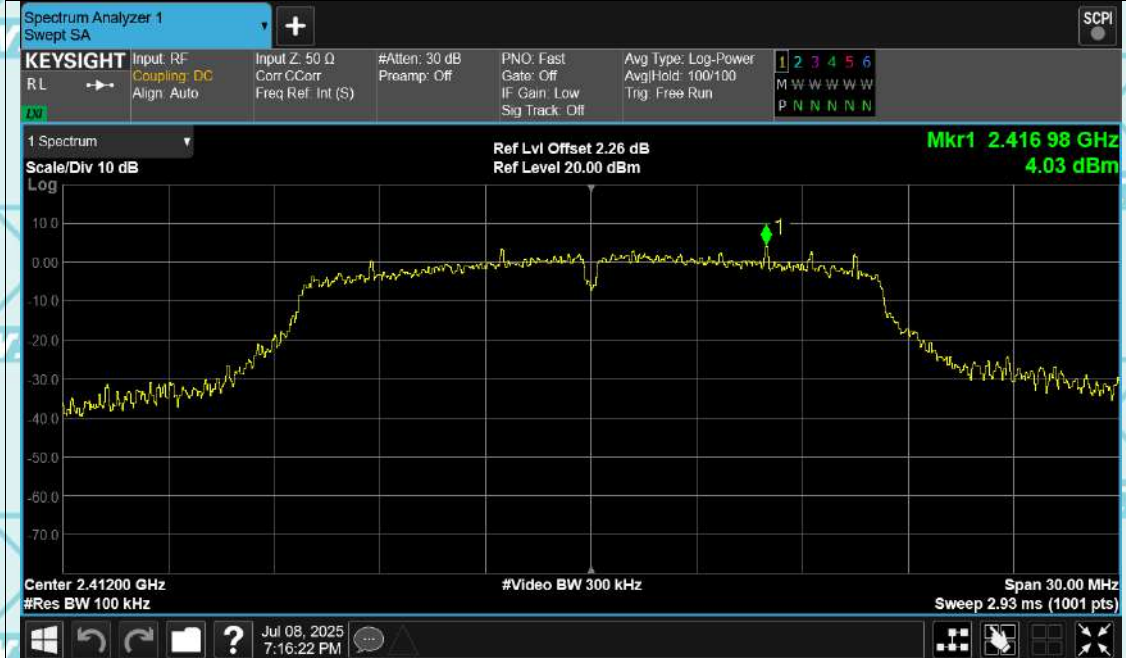 Spectrum Analyzer 1
Swept SA
+
SCPI
KEYSIGHT
RL
LXI
Input: RF
Coupling: DC
Align: Auto
Input Z: 50 Ω
Corr CCorr
Freq Ref: Int (S)
#Atten: 30 dB
Preamp: Off
PNO: Fast
Gate: Off
IF Gain: Low
Sig Track: Off
Avg Type: Log-Power
Avg|Hold: 100/100
Trig: Free Run
1 2 3 4 5 6
M W W W W W
P N N N N N
1 Spectrum
Scale/Div 10 dB
Ref Lvl Offset 2.26 dB
Ref Level 20.00 dBm
Mkr1 2.416 98 GHz
4.03 dBm
Log
1
10.0
0.00
-10.0
-20.0
-30.0
-40.0
-50.0
-60.0
-70.0
Center 2.41200 GHz
#Res BW 100 kHz
#Video BW 300 kHz
Span 30.00 MHz
Sweep 2.93 ms (1001 pts)
?
Jul 08, 2025
7:16:22 PM